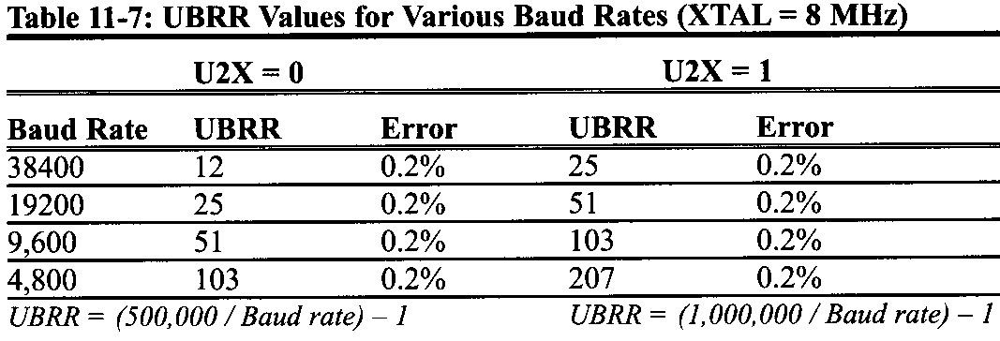 Table 11-7: UBRR Values for Various Baud Rates (XTAL = 8 MHz)
U2X = 0 U2X = 1
Baud Rate UBRR Error UBRR Error
38400 12 0.2% 25 0.2%
19200 25 0.2% 51 0.2%
9,600 51 0.2% 103 0.2%
4,800 103 0.2% 207 0.2%
UBRR = (500,000 / Baud rate) – 1 UBRR = (1,000,000 / Baud rate) – 1